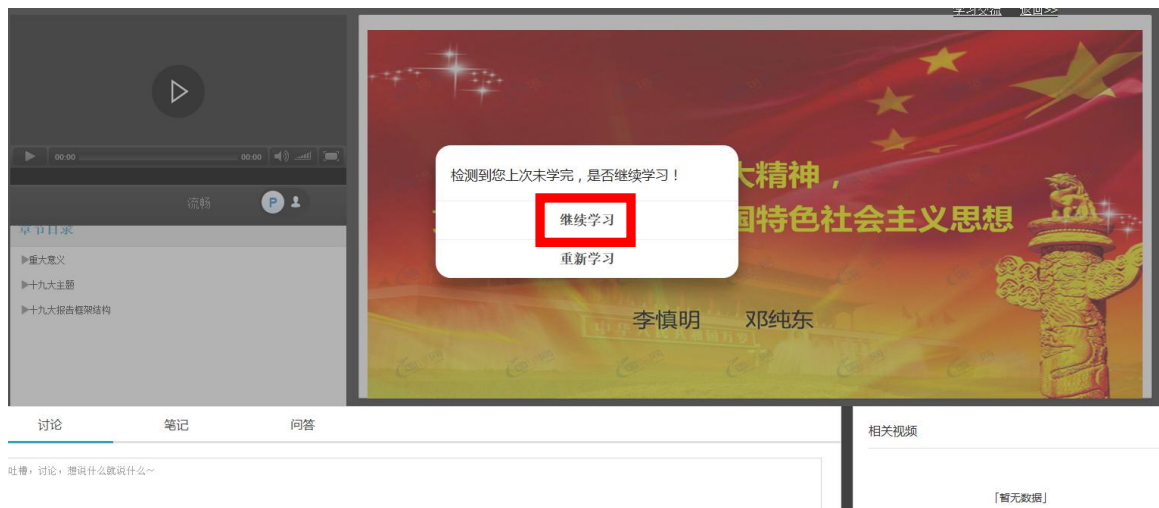 学习交流 返回>>
00:00 00:00
流畅 P
章节目录
▶重大意义
▶十九大主题
▶十九大报告框架结构
大精神，
国特色社会主义思想
李慎明 邓纯东
检测到您上次未学完，是否继续学习！
继续学习
重新学习
讨论 笔记 问答
吐槽，讨论，想说什么就说什么～
相关视频
「暂无数据」